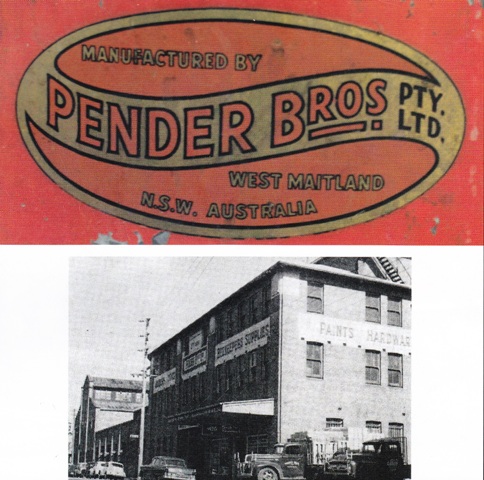 MANUFACTURED BY
PENDER BROS. PTY. LTD.
WEST MAITLAND
N.S.W. AUSTRALIA
BEEKEEPERS SUPPLIES
PAINTS HARDWAR